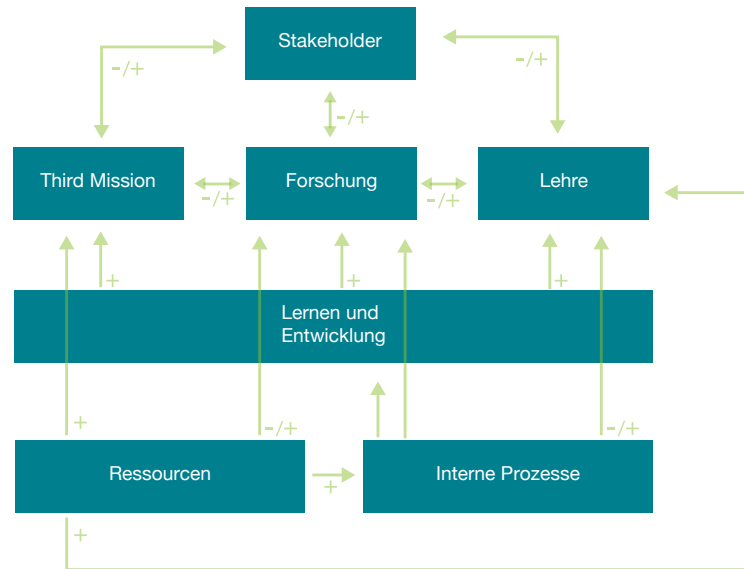 Stakeholder
-/+
-/+
-/+
Third Mission
Forschung
Lehre
-/+
-/+
+
+
+
Lernen und
Entwicklung
+
-/+
-/+
Ressourcen
Interne Prozesse
+
+